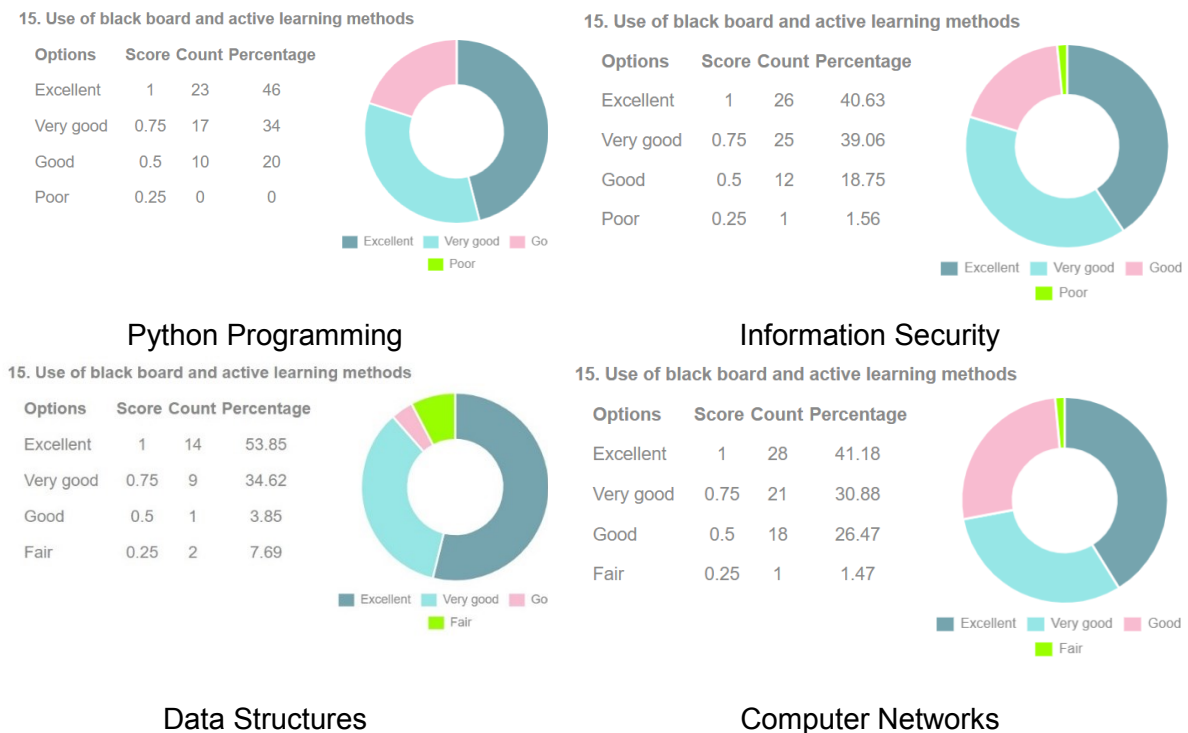 15. Use of black board and active learning methods
Options Score Count Percentage
Excellent 1 23 46
Very good 0.75 17 34
Good 0.5 10 20
Poor 0.25 0 0
Excellent Very good Go
Poor
Python Programming
15. Use of black board and active learning methods
Options Score Count Percentage
Excellent 1 26 40.63
Very good 0.75 25 39.06
Good 0.5 12 18.75
Poor 0.25 1 1.56
Excellent Very good Good
Poor
Information Security
15. Use of black board and active learning methods
Options Score Count Percentage
Excellent 1 14 53.85
Very good 0.75 9 34.62
Good 0.5 1 3.85
Fair 0.25 2 7.69
Excellent Very good Go
Fair
Data Structures
15. Use of black board and active learning methods
Options Score Count Percentage
Excellent 1 28 41.18
Very good 0.75 21 30.88
Good 0.5 18 26.47
Fair 0.25 1 1.47
Excellent Very good Good
Fair
Computer Networks